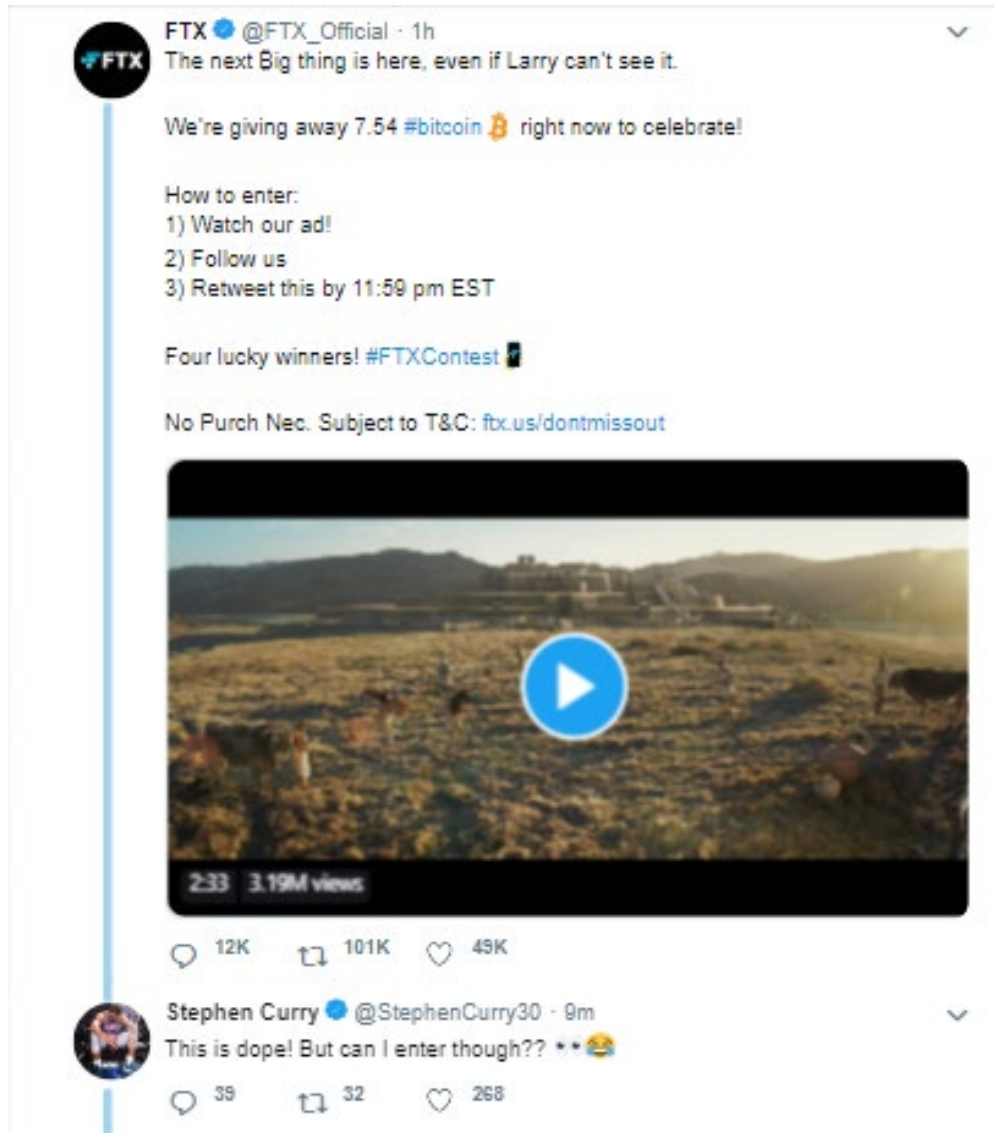 FTX @FTX_Official · 1h
FTX
The next Big thing is here, even if Larry can't see it.
We're giving away 7.54 #bitcoin right now to celebrate!
How to enter:
1) Watch our ad!
2) Follow us
3) Retweet this by 11:59 pm EST
Four lucky winners! #FTXContest
No Purch Nec. Subject to T&C: ftx.us/dontmissout
2:33 3.19M views
12K 101K 49K
Stephen Curry @StephenCurry30 · 9m
This is dope! But can I enter though?? 👀😂
39 32 268